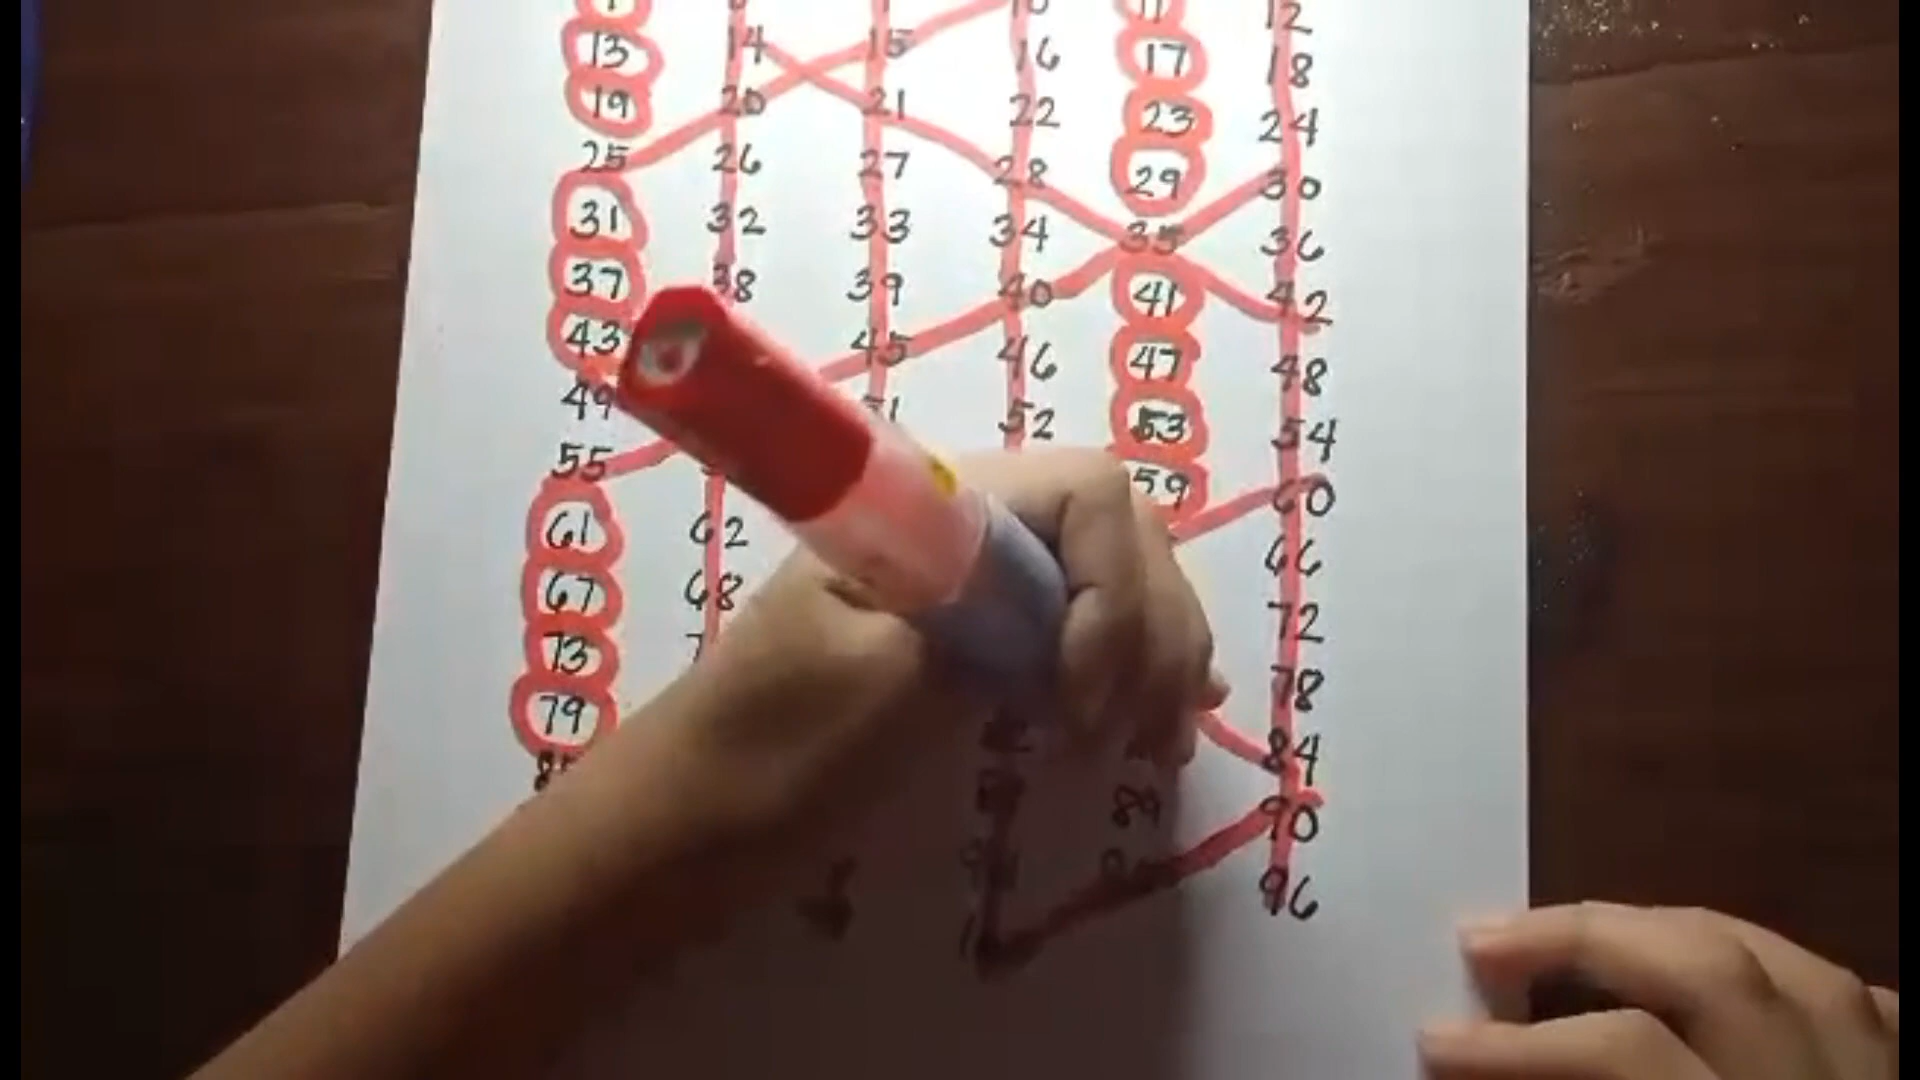 11 12
13 14 15 16 17 18
19 20 21 22 23 24
25 26 27 28 29 30
31 32 33 34 35 36
37 38 39 40 41 42
43 45 46 47 48
49 52 53 54
55 59 60
61 62 66
67 68 72
73 78
79 84
89 90
96